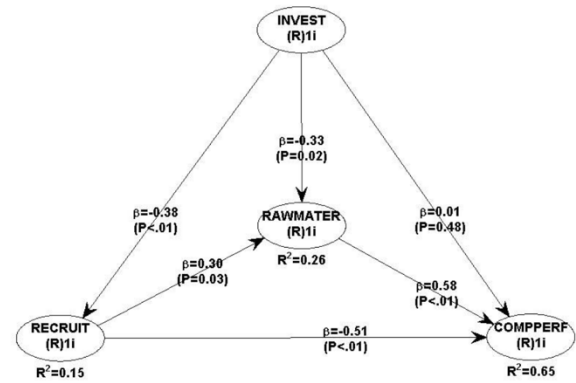 INVEST
(R)1i
β=-0.33
(P=0.02)
β=-0.38
(P<.01)
β=0.01
(P=0.48)
RAWMATER
(R)1i
R²=0.26
β=0.30
(P=0.03)
β=0.58
(P<.01)
RECRUIT
(R)1i
R²=0.15
β=-0.51
(P<.01)
COMPPERF
(R)1i
R²=0.65